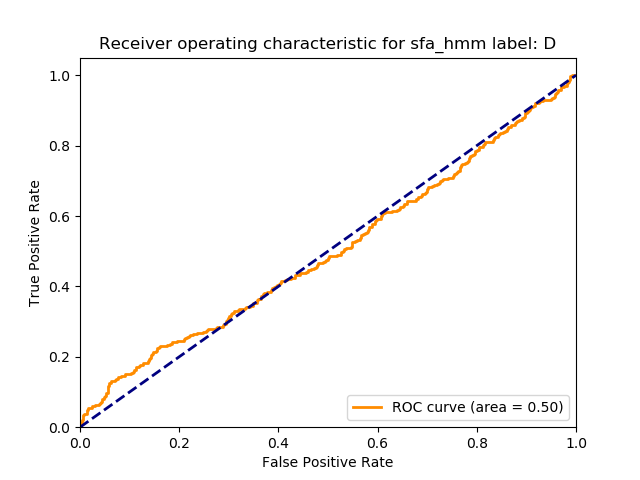 Receiver operating characteristic for sfa_hmm label: D
True Positive Rate
1.0
0.8
0.6
0.4
0.2
0.0
0.0 0.2 0.4 0.6 0.8 1.0
False Positive Rate
ROC curve (area = 0.50)